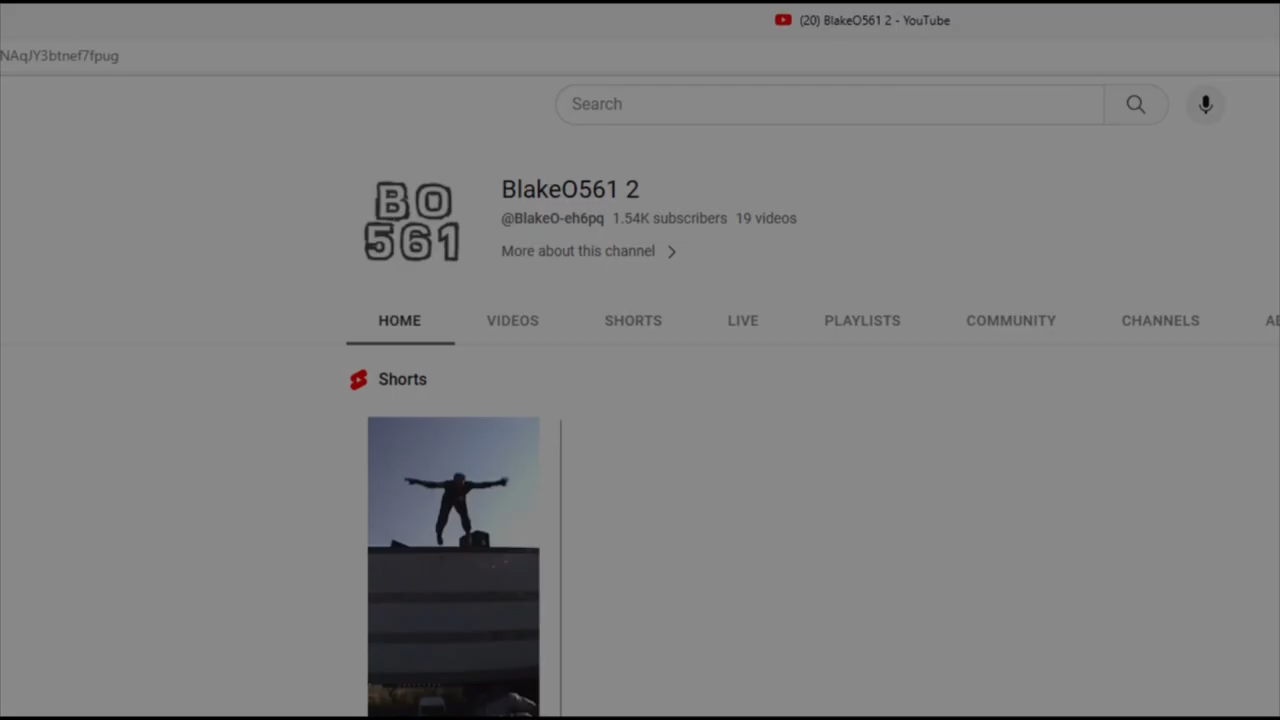 (20) BlakeO561 2 - YouTube
NAqJY3btnef7fpug
Search
BO
561
BlakeO561 2
@BlakeO-eh6pq 1.54K subscribers 19 videos
More about this channel
HOME VIDEOS SHORTS LIVE PLAYLISTS COMMUNITY CHANNELS
Shorts